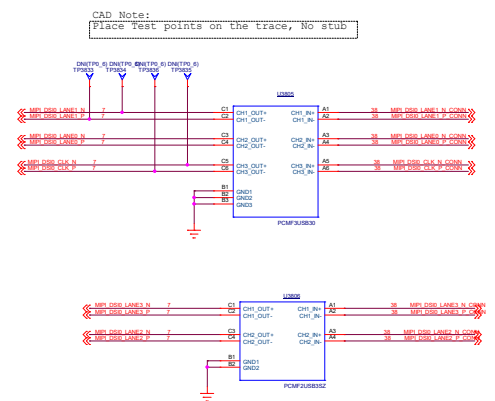 CAD Note:
Place Test points on the trace, No stub
DNI(TP0_6) DNI(TP0_6) DNI(TP0_6) DNI(TP0_6)
TP3833 TP3834 TP3836 TP3835
U3805
MIPI_DSI0_LANE1_N 7 C1 CH1_OUT+ CH1_IN+ A1 38 MIPI_DSI0_LANE1_N_CONN
MIPI_DSI0_LANE1_P 7 C2 CH1_OUT- CH1_IN- A2 38 MIPI_DSI0_LANE1_P_CONN
MIPI_DSI0_LANE0_N 7 C3 CH2_OUT+ CH2_IN+ A3 38 MIPI_DSI0_LANE0_N_CONN
MIPI_DSI0_LANE0_P 7 C4 CH2_OUT- CH2_IN- A4 38 MIPI_DSI0_LANE0_P_CONN
MIPI_DSI0_CLK_N 7 C5 CH3_OUT+ CH3_IN+ A5 38 MIPI_DSI0_CLK_N_CONN
MIPI_DSI0_CLK_P 7 C6 CH3_OUT- CH3_IN- A6 38 MIPI_DSI0_CLK_P_CONN
B1 GND1
B2 GND2
B3 GND3
PCMF3USB30
U3806
MIPI_DSI0_LANE3_N 7 C1 CH1_OUT+ CH1_IN+ A1 38 MIPI_DSI0_LANE3_N_CONN
MIPI_DSI0_LANE3_P 7 C2 CH1_OUT- CH1_IN- A2 38 MIPI_DSI0_LANE3_P_CONN
MIPI_DSI0_LANE2_N 7 C3 CH2_OUT+ CH2_IN+ A3 38 MIPI_DSI0_LANE2_N_CONN
MIPI_DSI0_LANE2_P 7 C4 CH2_OUT- CH2_IN- A4 38 MIPI_DSI0_LANE2_P_CONN
B1 GND1
B2 GND2
PCMF2USB3SZ